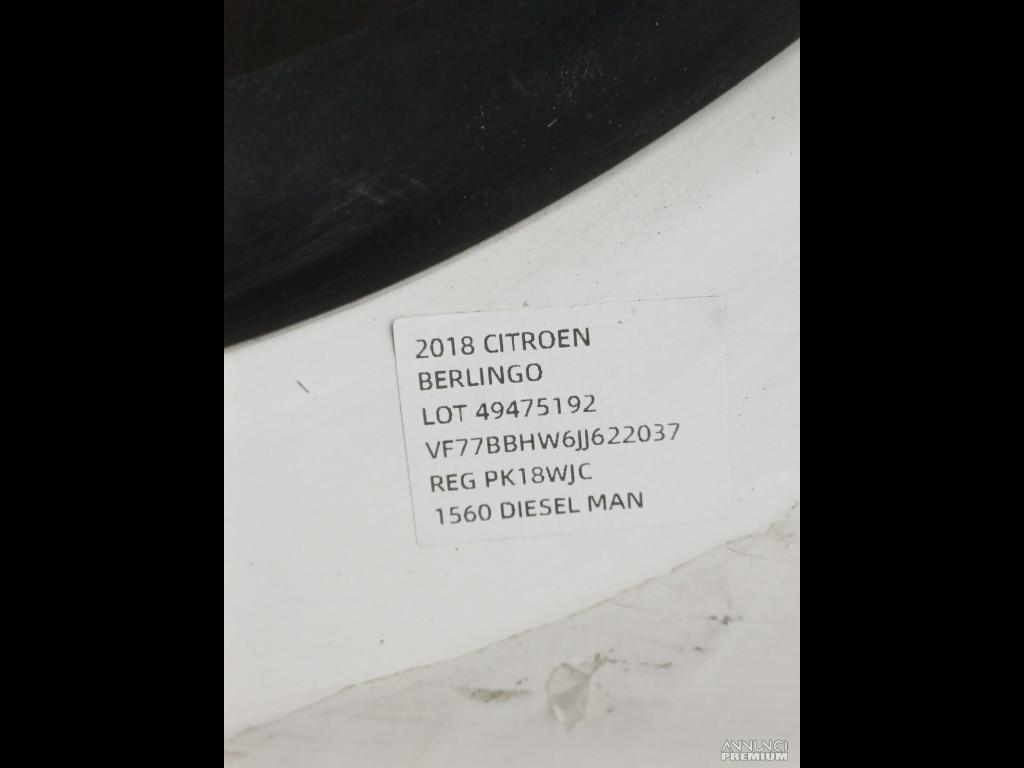 2018 CITROEN
BERLINGO
LOT 49475192
VF77BBHW6JJ622037
REG PK18WJC
1560 DIESEL MAN
ANNUNCI
PREMIUM